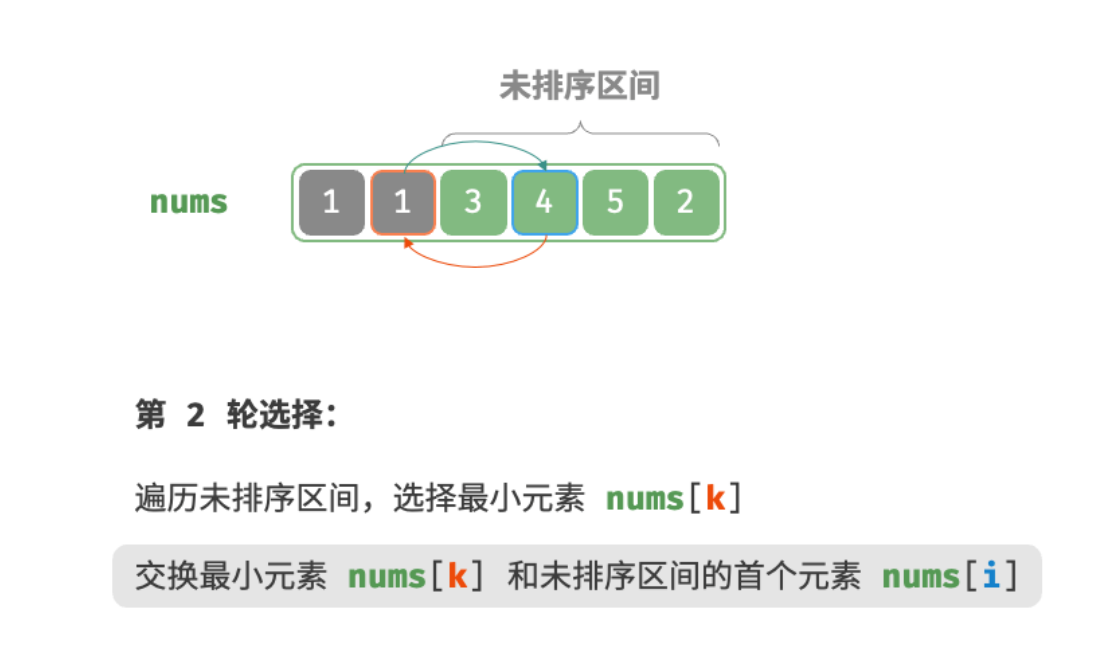 未排序区间
nums 1 1 3 4 5 2
第 2 轮选择：
遍历未排序区间，选择最小元素 nums[k]
交换最小元素 nums[k] 和未排序区间的首个元素 nums[i]